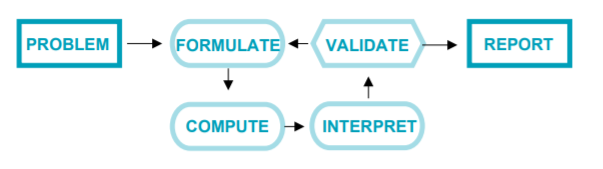 PROBLEM
FORMULATE
VALIDATE
REPORT
COMPUTE
INTERPRET